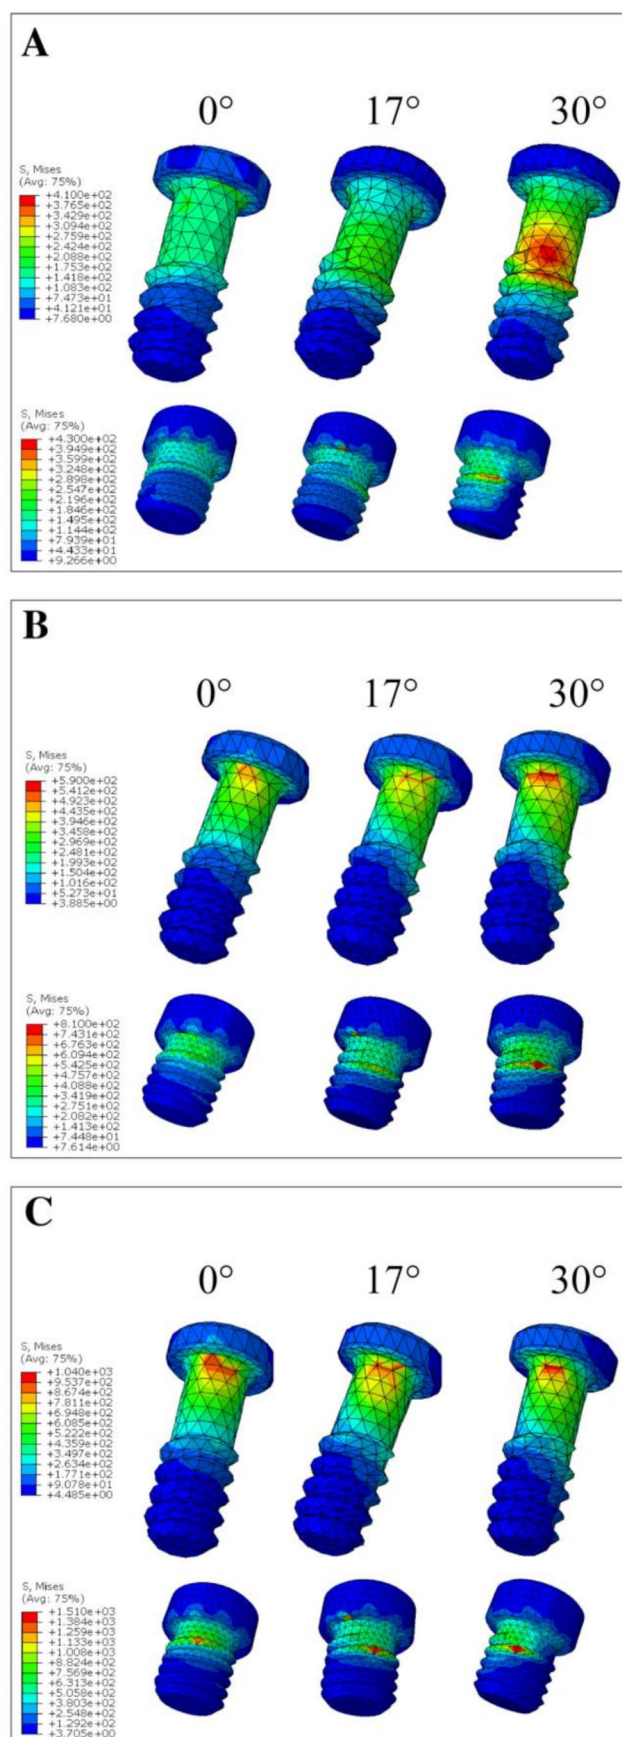 A
0° 17° 30°
S, Mises
(Avg: 75%)
+4.100e+02
+3.765e+02
+3.429e+02
+3.094e+02
+2.759e+02
+2.424e+02
+2.088e+02
+1.753e+02
+1.418e+02
+1.083e+02
+7.473e+01
+4.121e+01
+7.680e+00
S, Mises
(Avg: 75%)
+4.300e+02
+3.949e+02
+3.599e+02
+3.248e+02
+2.898e+02
+2.547e+02
+2.196e+02
+1.846e+02
+1.495e+02
+1.144e+02
+7.939e+01
+4.433e+01
+9.266e+00
B
0° 17° 30°
S, Mises
(Avg: 75%)
+5.900e+02
+5.412e+02
+4.923e+02
+4.435e+02
+3.946e+02
+3.458e+02
+2.969e+02
+2.481e+02
+1.993e+02
+1.504e+02
+1.016e+02
+5.273e+01
+3.885e+00
S, Mises
(Avg: 75%)
+8.100e+02
+7.431e+02
+6.763e+02
+6.094e+02
+5.425e+02
+4.757e+02
+4.088e+02
+3.419e+02
+2.751e+02
+2.082e+02
+1.413e+02
+7.448e+01
+7.614e+00
C
0° 17° 30°
S, Mises
(Avg: 75%)
+1.040e+03
+9.537e+02
+8.674e+02
+7.811e+02
+6.948e+02
+6.085e+02
+5.222e+02
+4.359e+02
+3.497e+02
+2.634e+02
+1.771e+02
+9.078e+01
+4.485e+00
S, Mises
(Avg: 75%)
+1.510e+03
+1.384e+03
+1.259e+03
+1.133e+03
+1.008e+03
+8.824e+02
+7.569e+02
+6.313e+02
+5.058e+02
+3.803e+02
+2.548e+02
+1.292e+02
+3.705e+00